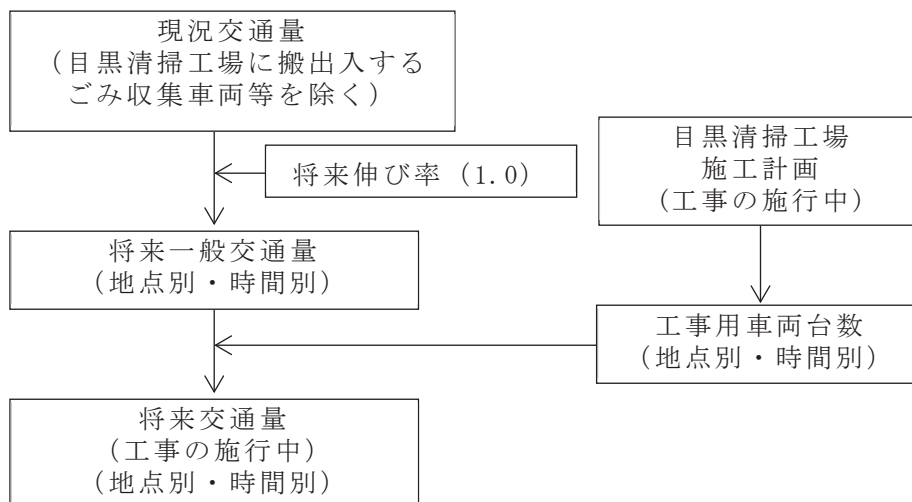 現況交通量
（目黒清掃工場に搬出入する
ごみ収集車両等を除く）
将来伸び率（1.0）
目黒清掃工場
施工計画
（工事の施行中）
将来一般交通量
（地点別・時間別）
工事用車両台数
（地点別・時間別）
将来交通量
（工事の施行中）
（地点別・時間別）